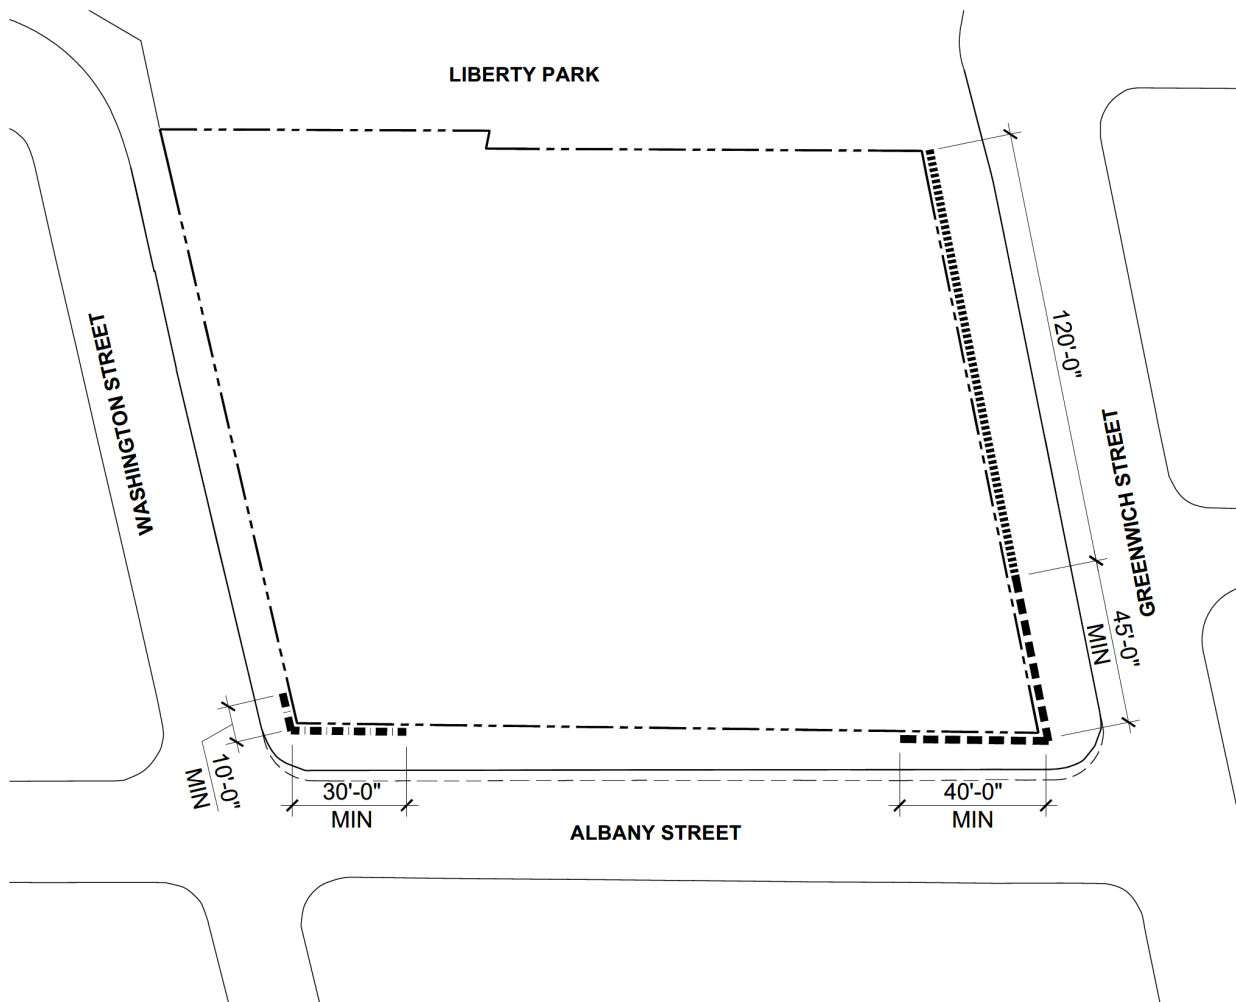 LIBERTY PARK
WASHINGTON STREET
120'-0"
GREENWICH STREET
45'-0"
MIN
10'-0"
MIN
30'-0"
MIN
40'-0"
MIN
ALBANY STREET